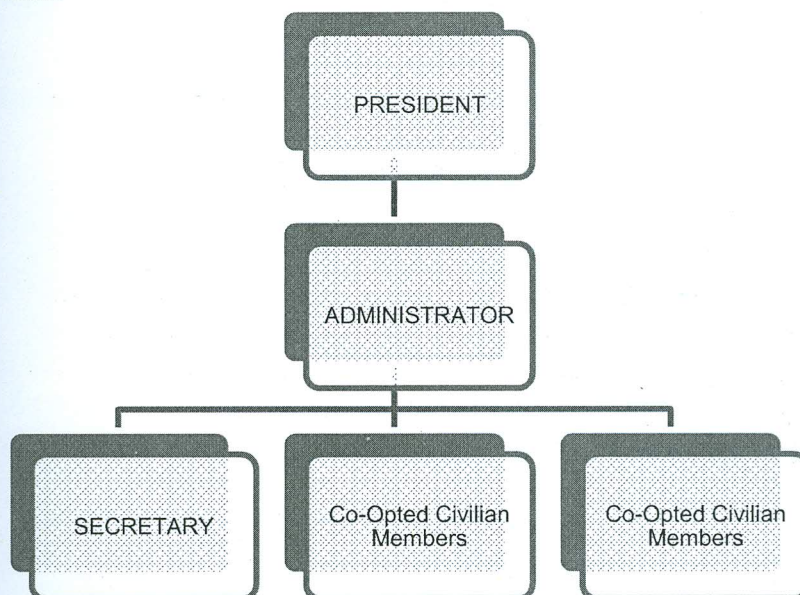 PRESIDENT
ADMINISTRATOR
SECRETARY
Co-Opted Civilian
Members
Co-Opted Civilian
Members